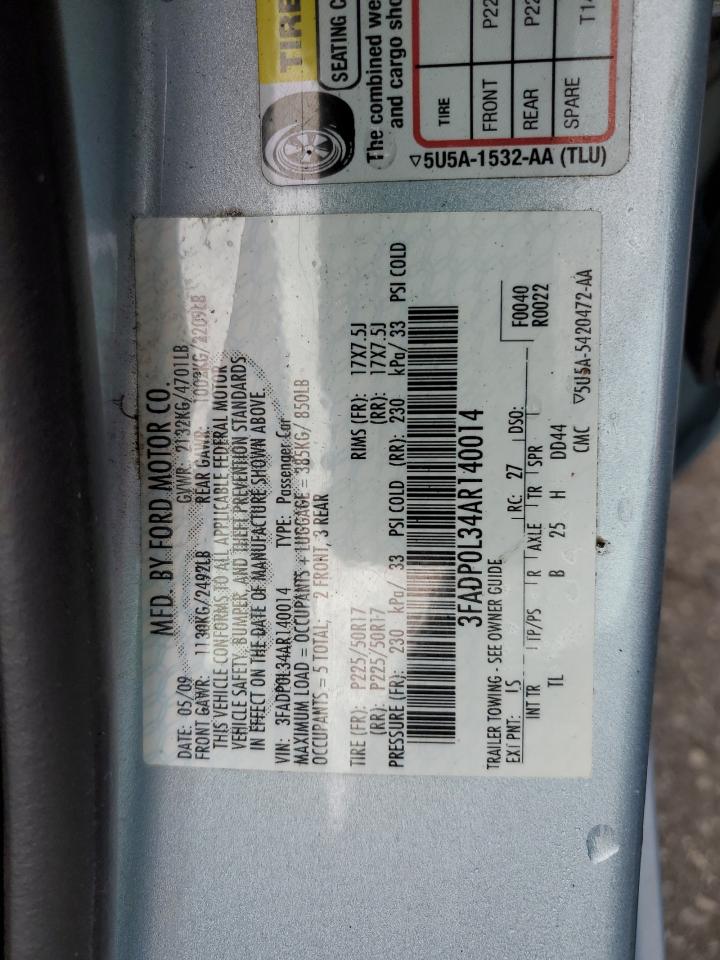 TIRE
SEATING C
The combined we
and cargo sho
TIRE
FRONT P22
REAR P22
SPARE T14
▽5U5A-1532-AA (TLU)
MFD. BY FORD MOTOR CO.
DATE: 05/09 GVWR: 2132KG/4701LB
FRONT GAWR: 1130KG/2492LB REAR GAWR: 1002KG/2209LB
THIS VEHICLE CONFORMS TO ALL APPLICABLE FEDERAL MOTOR
VEHICLE SAFETY, BUMPER, AND THEFT PREVENTION STANDARDS
IN EFFECT ON THE DATE OF MANUFACTURE SHOWN ABOVE.
VIN: 3FADP0L34AR140014 TYPE: Passenger Car
MAXIMUM LOAD = OCCUPANTS + LUGGAGE = 385KG/ 850LB
OCCUPANTS = 5 TOTAL; 2 FRONT, 3 REAR
TIRE (FR): P225/50R17 RIMS (FR): 17X7.5J
(RR): P225/50R17 (RR): 17X7.5J
PRESSURE (FR): 230 kPa/ 33 PSI COLD (RR): 230 kPa/ 33 PSI COLD
3FADP0L34AR140014
TRAILER TOWING - SEE OWNER GUIDE F0040
R0022
EXT PNT: IS RC: 27 DSO:
INT TR TP/PS R AXLE TR SPR
TL B 25 H DD44
CMC ▽5U5A-5420472-AA